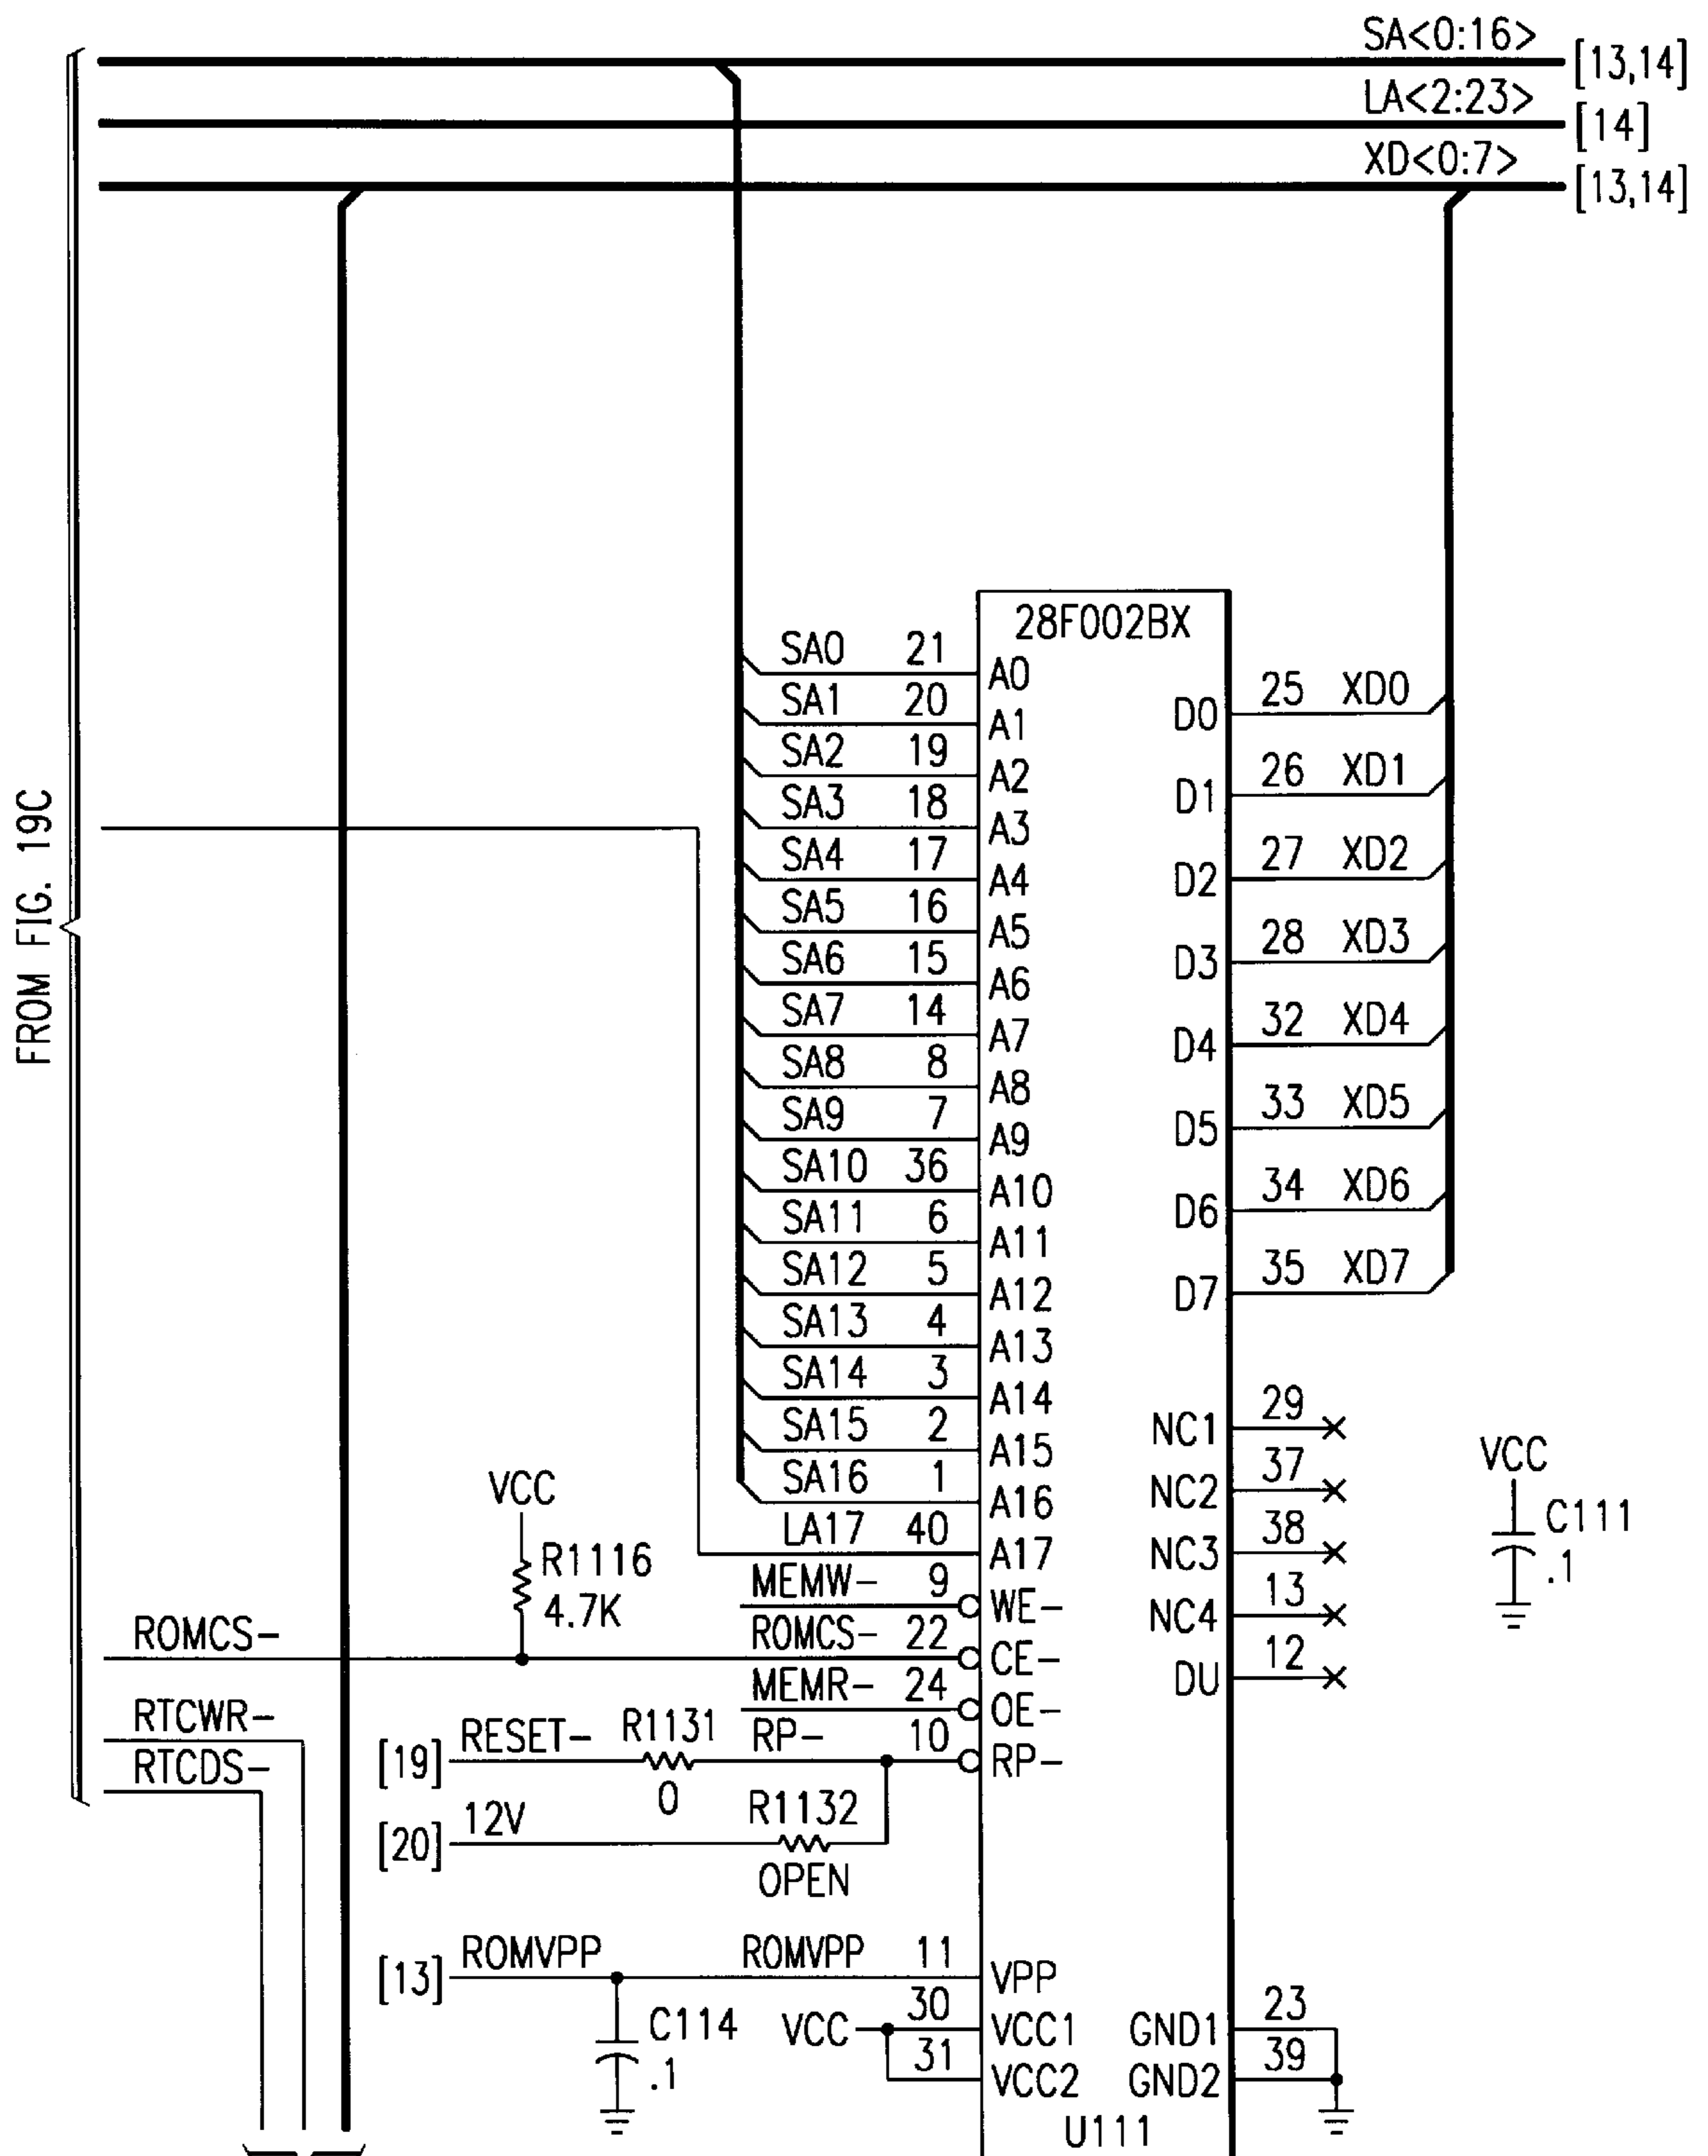 SA<0:16>
[13,14]
LA<2:23>
[14]
XD<0:7>
[13,14]
FROM FIG. 19C
28F002BX
SA0 21 A0
SA1 20 A1
SA2 19 A2
SA3 18 A3
SA4 17 A4
SA5 16 A5
SA6 15 A6
SA7 14 A7
SA8 8 A8
SA9 7 A9
SA10 36 A10
SA11 6 A11
SA12 5 A12
SA13 4 A13
SA14 3 A14
SA15 2 A15
SA16 1 A16
LA17 40 A17
MEMW- 9 WE-
ROMCS- ROMCS- 22 CE-
MEMR- 24 OE-
[19] RESET- R1131 RP- 10 RP-
0
[20] 12V R1132
OPEN
VCC
R1116
4.7K
RTCWR-
RTCDS-
[13] ROMVPP ROMVPP 11 VPP
C114
.1
VCC 30 VCC1
31 VCC2
D0 25 XD0
D1 26 XD1
D2 27 XD2
D3 28 XD3
D4 32 XD4
D5 33 XD5
D6 34 XD6
D7 35 XD7
NC1 29
NC2 37
NC3 38
NC4 13
DU 12
VCC
C111
.1
GND1 23
GND2 39
U111